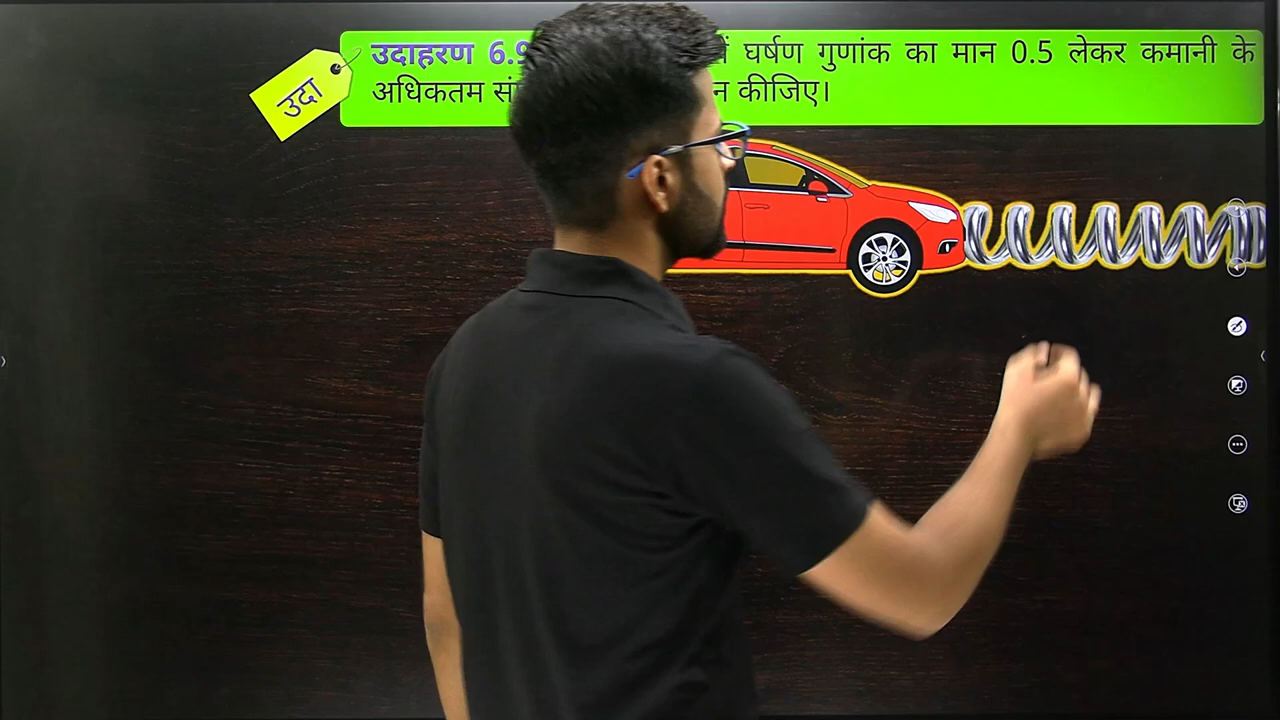 उदा
उदाहरण 6.9 में घर्षण गुणांक का मान 0.5 लेकर कमानी के
अधिकतम कीजिए।